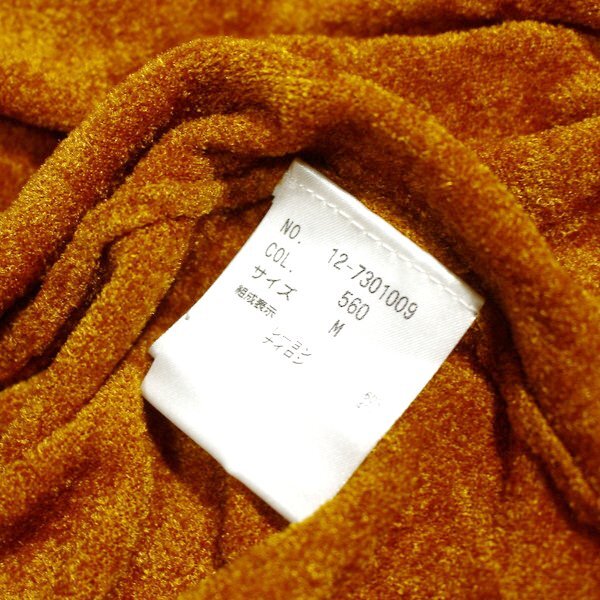 NO. 12-7301009
COL. 560
サイズ M
組成表示
レーヨン
ナイロン